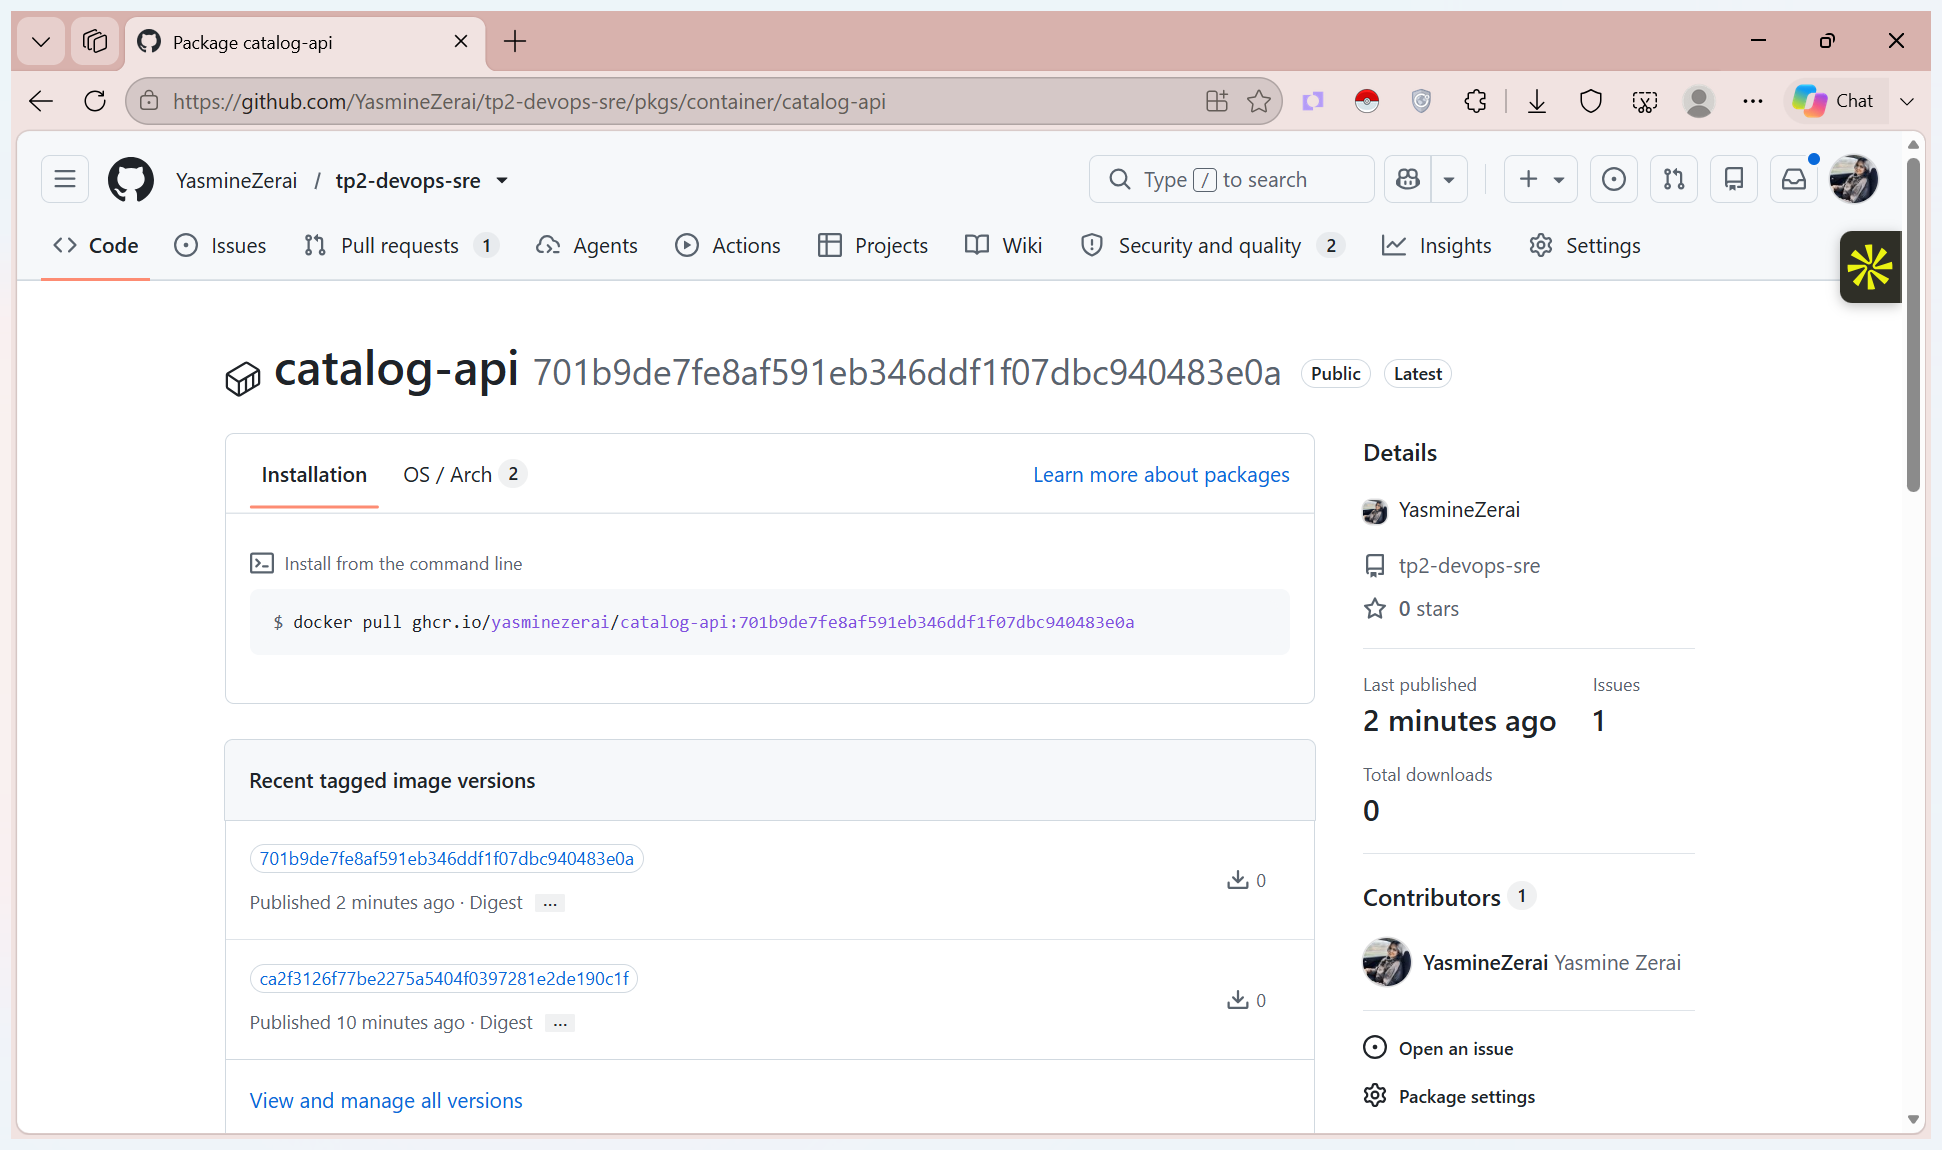 Package catalog-api
https://github.com/YasmineZerai/tp2-devops-sre/pkgs/container/catalog-api
Chat
YasmineZerai / tp2-devops-sre
Type / to search
Code
Issues
Pull requests 1
Agents
Actions
Projects
Wiki
Security and quality 2
Insights
Settings
catalog-api 701b9de7fe8af591eb346ddf1f07dbc940483e0a Public Latest
Installation
OS / Arch 2
Learn more about packages
Install from the command line
$ docker pull ghcr.io/yasminezerai/catalog-api:701b9de7fe8af591eb346ddf1f07dbc940483e0a
Recent tagged image versions
701b9de7fe8af591eb346ddf1f07dbc940483e0a
Published 2 minutes ago · Digest ...
0
ca2f3126f77be2275a5404f0397281e2de190c1f
Published 10 minutes ago · Digest ...
0
View and manage all versions
Details
YasmineZerai
tp2-devops-sre
0 stars
Last published
2 minutes ago
Issues
1
Total downloads
0
Contributors 1
YasmineZerai Yasmine Zerai
Open an issue
Package settings